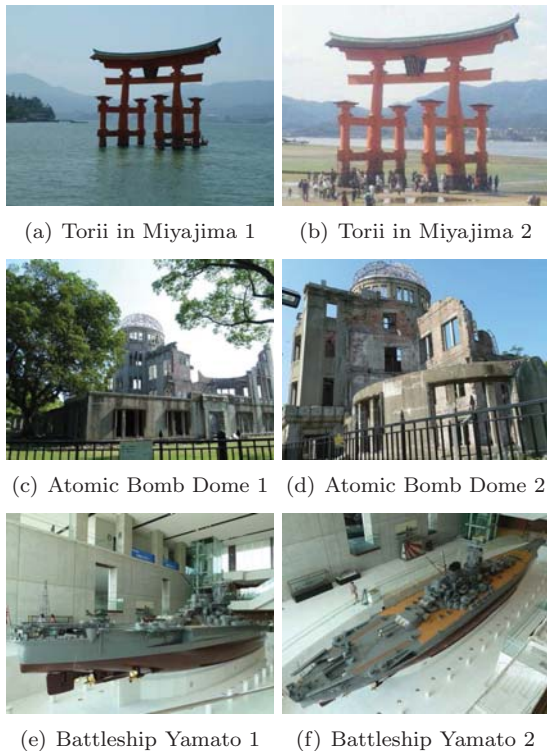 (a) Torii in Miyajima 1
(b) Torii in Miyajima 2
(c) Atomic Bomb Dome 1
(d) Atomic Bomb Dome 2
(e) Battleship Yamato 1
(f) Battleship Yamato 2